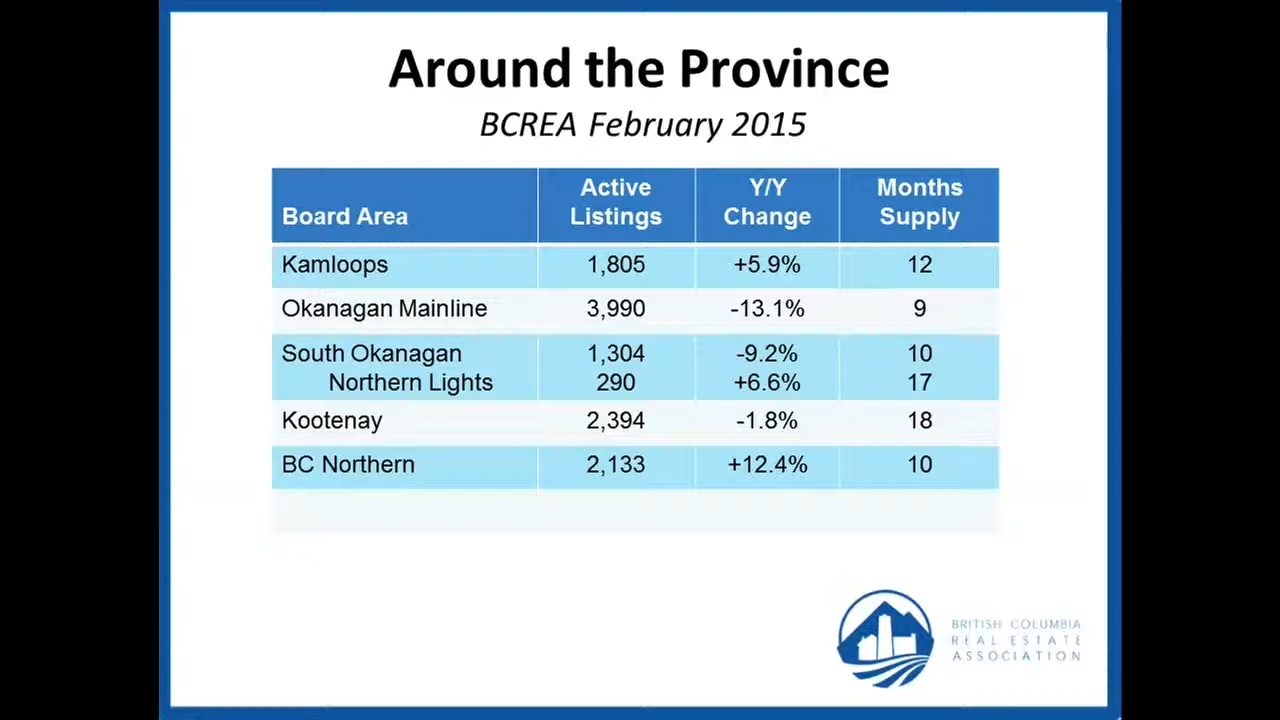 Around the Province
BCREA February 2015
Board Area Active Listings Y/Y Change Months Supply
Kamloops 1,805 +5.9% 12
Okanagan Mainline 3,990 -13.1% 9
South Okanagan 1,304 -9.2% 10
Northern Lights 290 +6.6% 17
Kootenay 2,394 -1.8% 18
BC Northern 2,133 +12.4% 10
BRITISH COLUMBIA
REAL ESTATE
ASSOCIATION